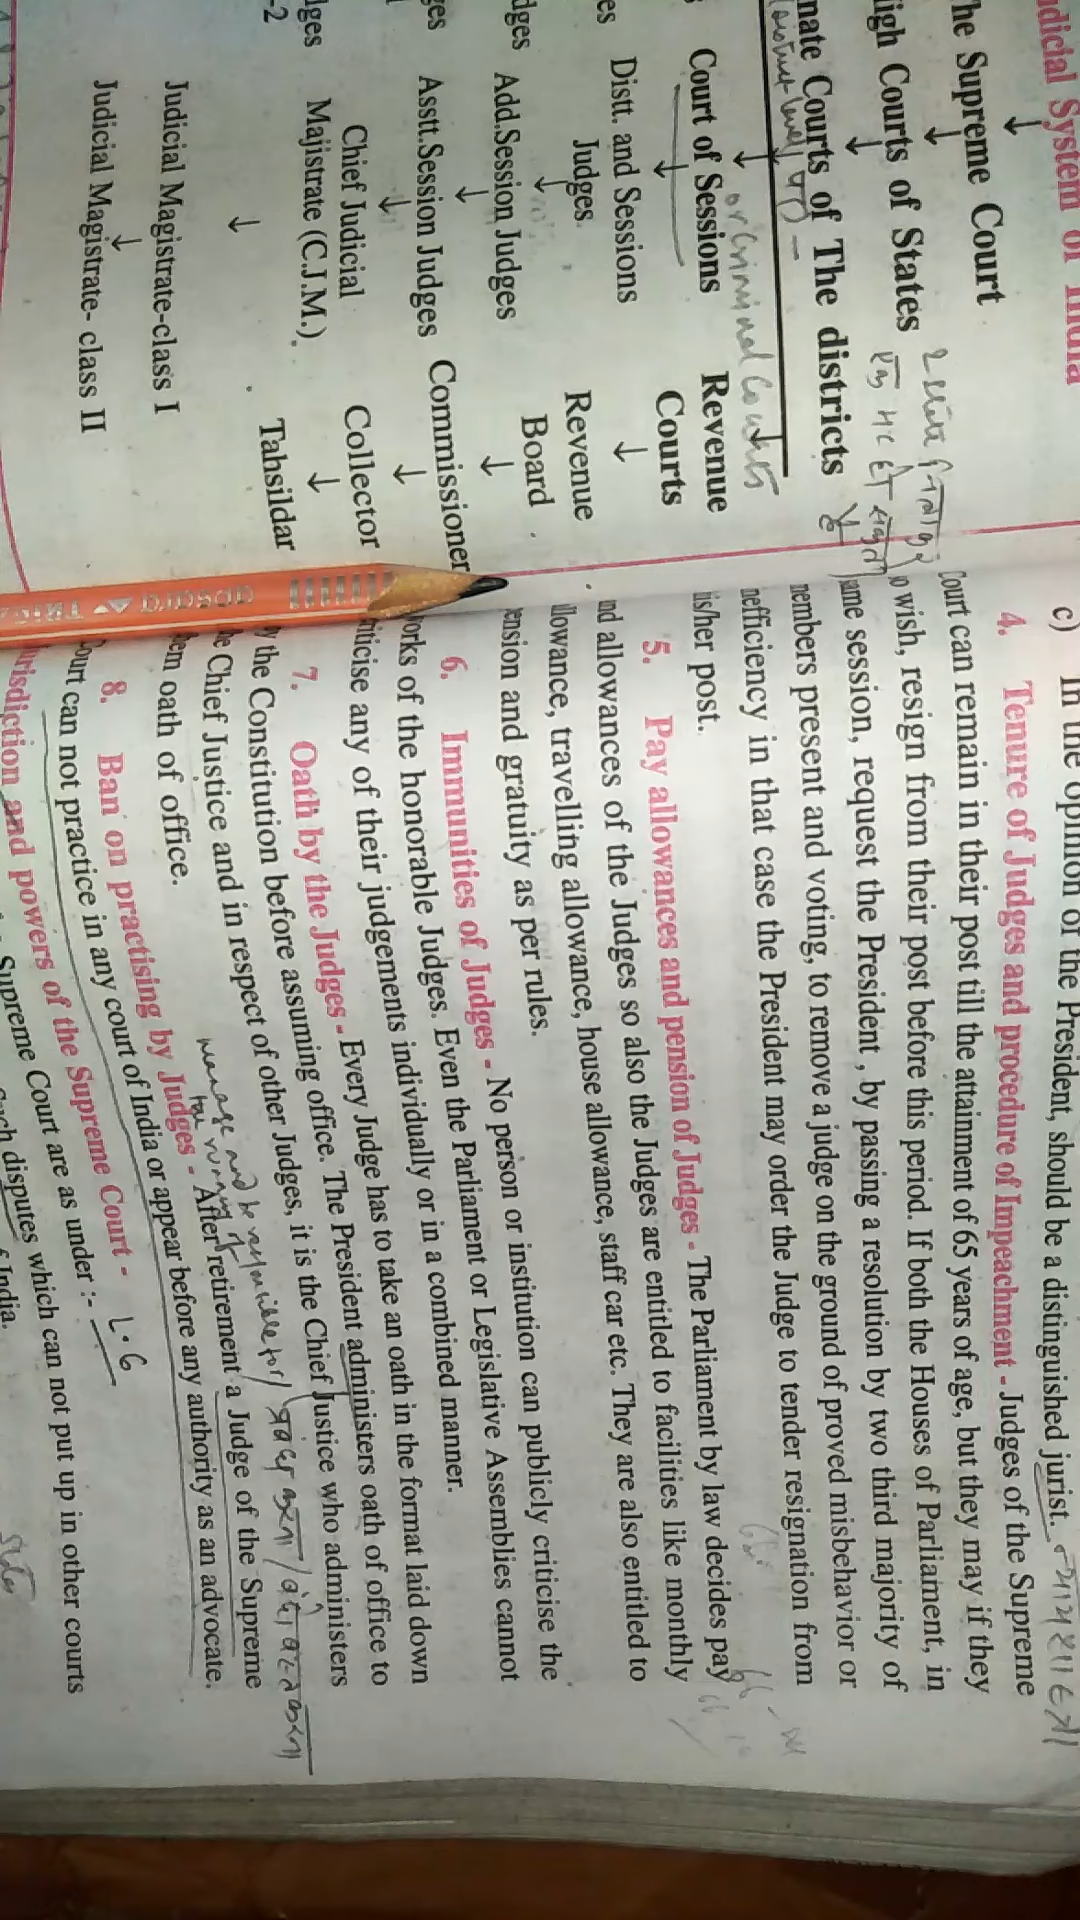 Judicial System of India
↓
The Supreme Court
↓
High Courts of States
↓
Courts of The districts
↓
or Criminal Courts
Court of Sessions
↓
Distt. and Sessions
Judges
↓
Add.Session Judges
↓
Asstt.Session Judges
↓
Chief Judicial
Majistrate (C.J.M.)
↓
Judicial Magistrate-class I
↓
Judicial Magistrate- class II
Revenue
Courts
↓
Revenue
Board
↓
Commissioner
↓
Collector
↓
Tahsildar
c) In the opinion of the President, should be a distinguished jurist.
4. Tenure of Judges and procedure of Impeachment - Judges of the Supreme
Court can remain in their post till the attainment of 65 years of age, but they may if they
so wish, resign from their post before this period. If both the Houses of Parliament, in
same session, request the President , by passing a resolution by two third majority of
members present and voting, to remove a judge on the ground of proved misbehavior or
inefficiency in that case the President may order the Judge to tender resignation from
his/her post.
5. Pay allowances and pension of Judges - The Parliament by law decides pay
and allowances of the Judges so also the Judges are entitled to facilities like monthly
allowance, travelling allowance, house allowance, staff car etc. They are also entitled to
pension and gratuity as per rules.
6. Immunities of Judges - No person or institution can publicly criticise the
works of the honorable Judges. Even the Parliament or Legislative Assemblies cannot
criticise any of their judgements individually or in a combined manner.
7. Oath by the Judges - Every Judge has to take an oath in the format laid down
by the Constitution before assuming office. The President administers oath of office to
the Chief Justice and in respect of other Judges, it is the Chief Justice who administers
them oath of office.
8. Ban on practising by Judges - After retirement a Judge of the Supreme
Court can not practice in any court of India or appear before any authority as an advocate.
Jurisdiction and powers of the Supreme Court - L.6
Supreme Court are as under :-
disputes which can not put up in other courts
of India.